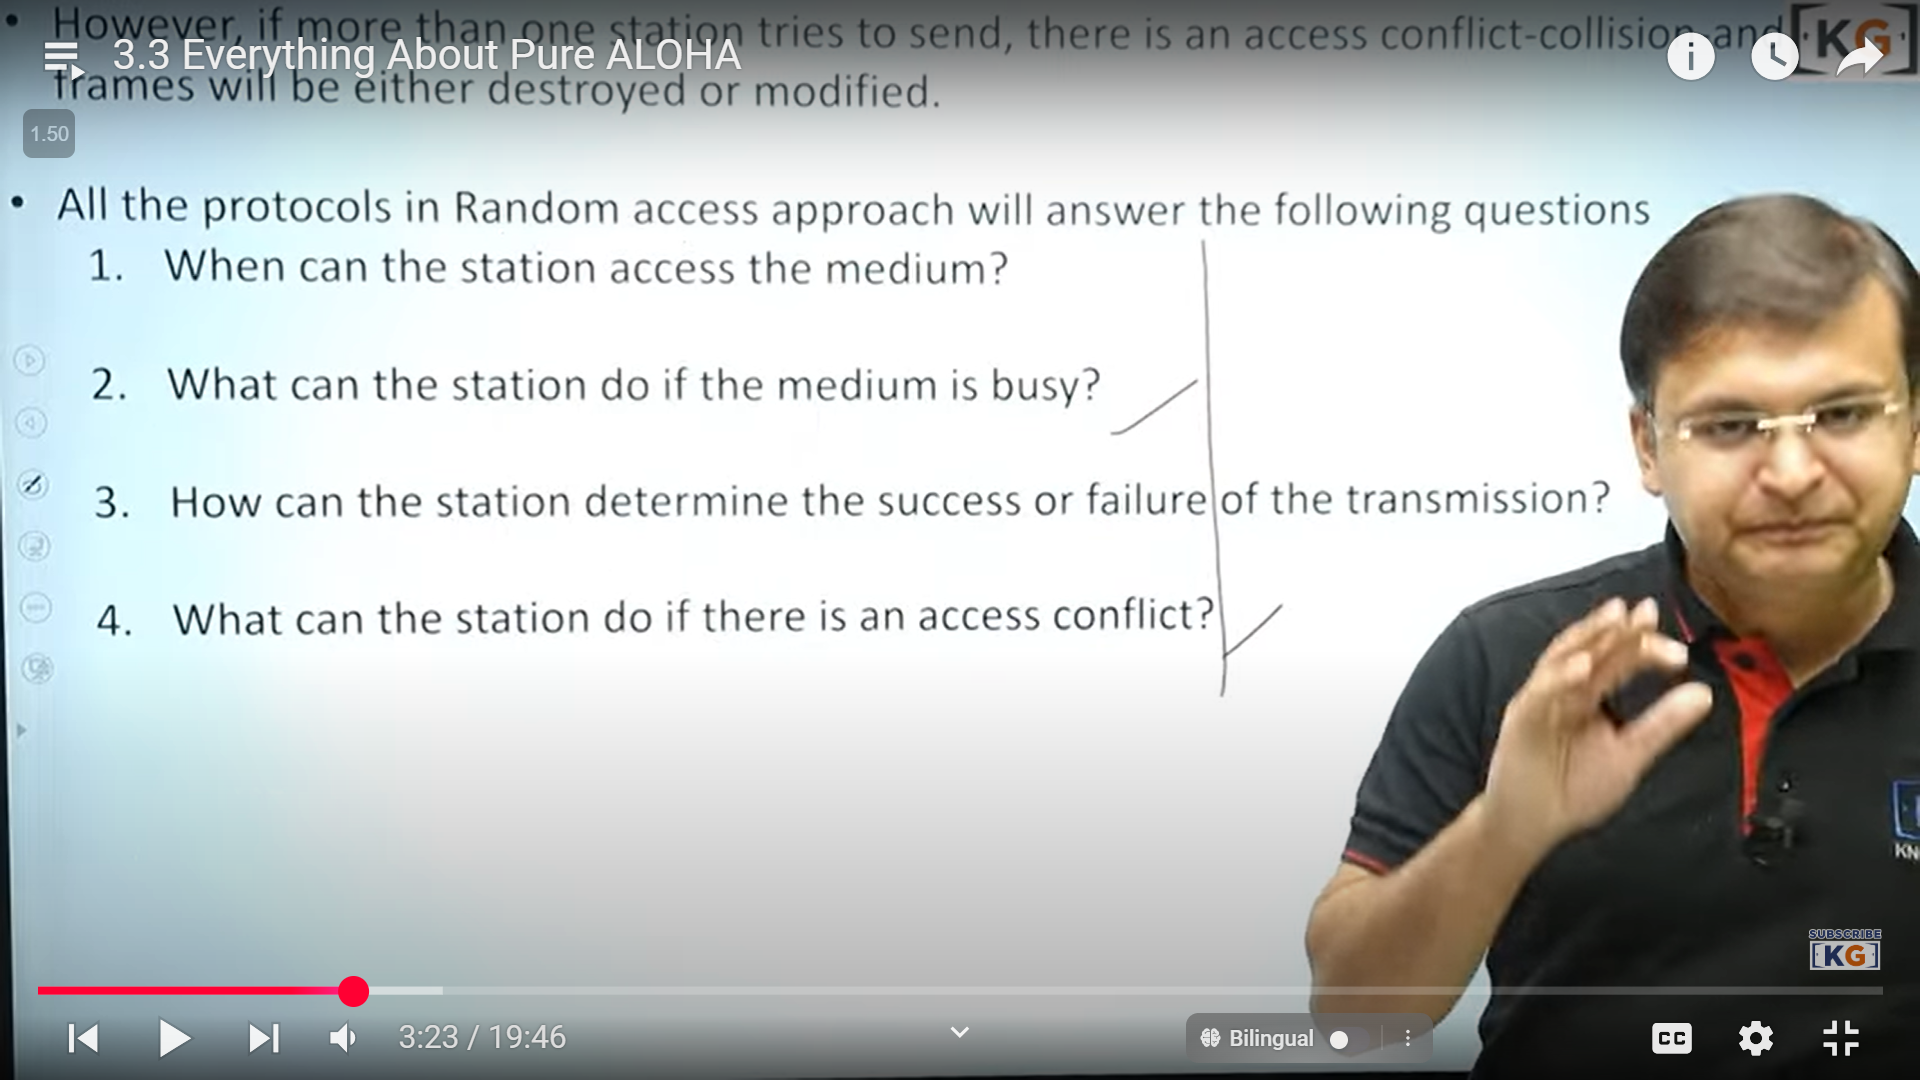 • However, if more than one station tries to send, there is an access conflict-collision and
3.3 Everything About Pure ALOHA
frames will be either destroyed or modified.
KG
1.50
• All the protocols in Random access approach will answer the following questions
1. When can the station access the medium?
2. What can the station do if the medium is busy?
3. How can the station determine the success or failure of the transmission?
4. What can the station do if there is an access conflict?
KN
SUBSCRIBE
KG
3:23 / 19:46
Bilingual
CC